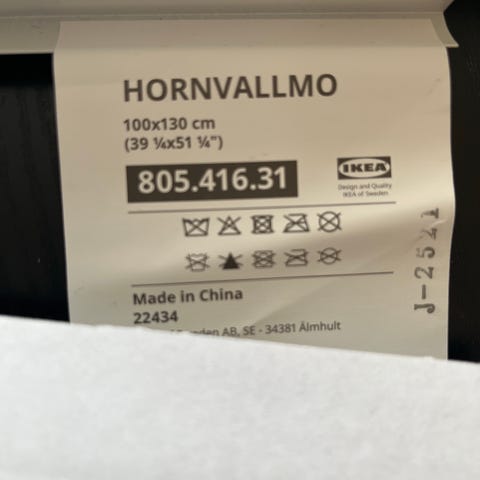 HORNVALLMO
100x130 cm
(39 ¼x51 ¼")
805.416.31
IKEA
Design and Quality
IKEA of Sweden
Made in China
22434
AB, SE - 34381 Älmhult
J-2521